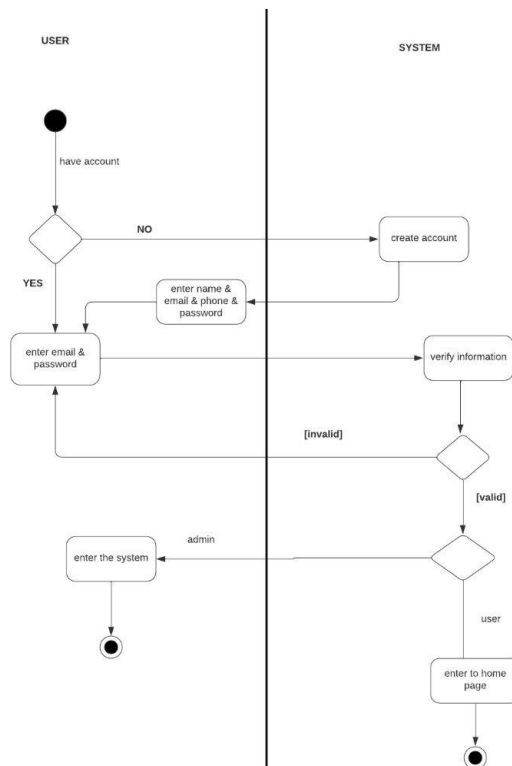 USER
SYSTEM
have account
NO
create account
YES
enter name &
email & phone &
password
enter email &
password
verify information
[invalid]
[valid]
admin
enter the system
user
enter to home
page